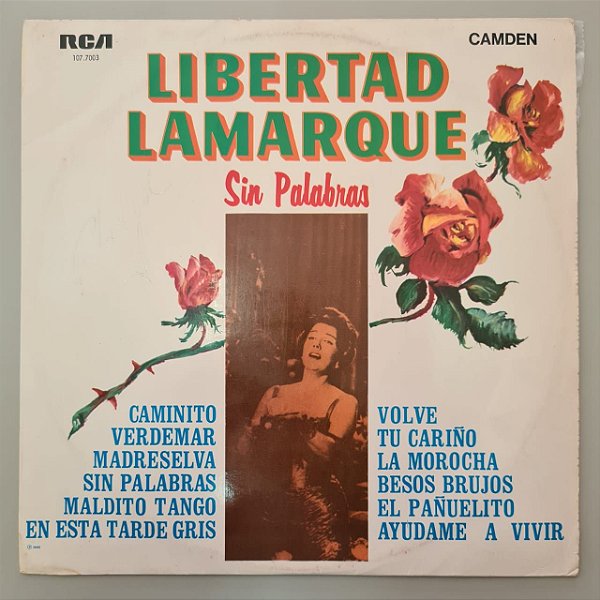 RCA
107.7003
CAMDEN
LIBERTAD
LAMARQUE
Sin Palabras
CAMINITO
VERDEMAR
MADRESELVA
SIN PALABRAS
MALDITO TANGO
EN ESTA TARDE GRIS
VOLVE
TU CARIÑO
LA MOROCHA
BESOS BRUJOS
EL PAÑUELITO
AYUDAME A VIVIR